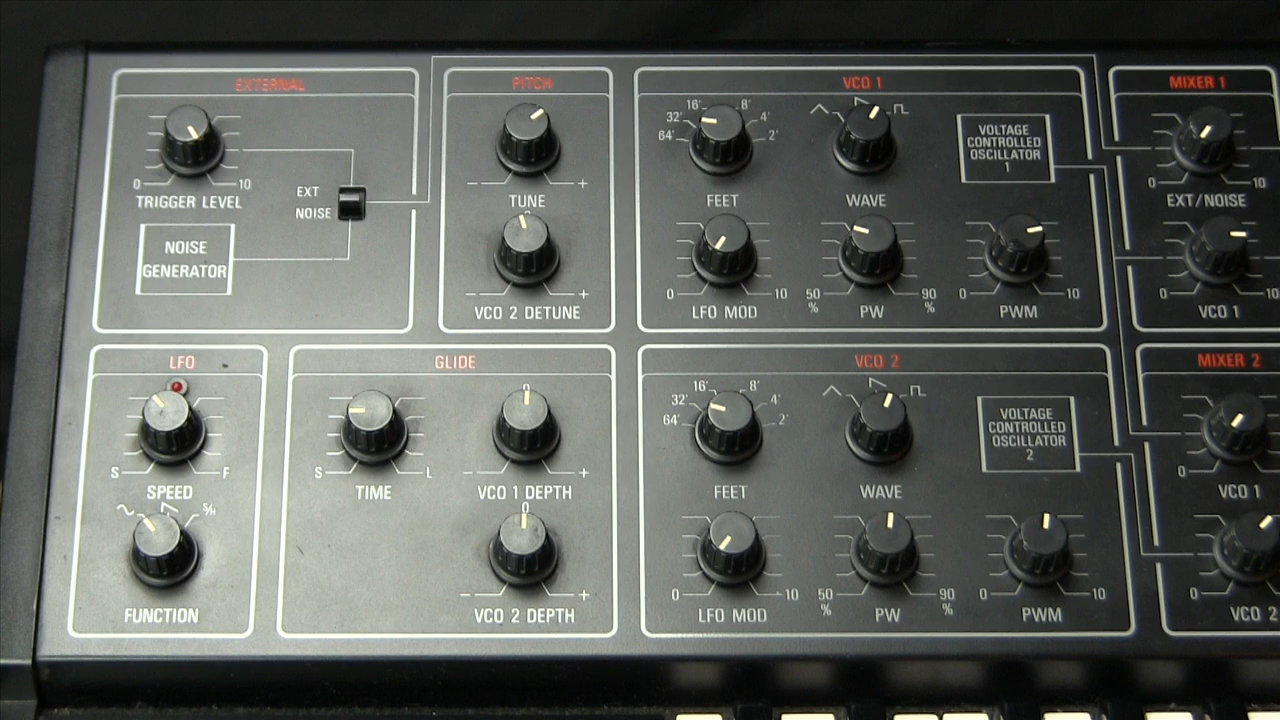 EXTERNAL
0 10
TRIGGER LEVEL
EXT
NOISE
NOISE
GENERATOR
PITCH
- +
TUNE
0
- +
VCO 2 DETUNE
VCO 1
64' 32' 16' 8' 4' 2'
FEET
WAVE
VOLTAGE
CONTROLLED
OSCILLATOR
1
0 10
LFO MOD
50 % 90 %
PW
0 10
PWM
MIXER 1
0 10
EXT/NOISE
0 10
VCO 1
LFO
S F
SPEED
S/H
FUNCTION
GLIDE
S L
TIME
0
- +
VCO 1 DEPTH
0
- +
VCO 2 DEPTH
VCO 2
64' 32' 16' 8' 4' 2'
FEET
WAVE
VOLTAGE
CONTROLLED
OSCILLATOR
2
0 10
LFO MOD
50 % 90 %
PW
0 10
PWM
MIXER 2
0
VCO 1
0
VCO 2